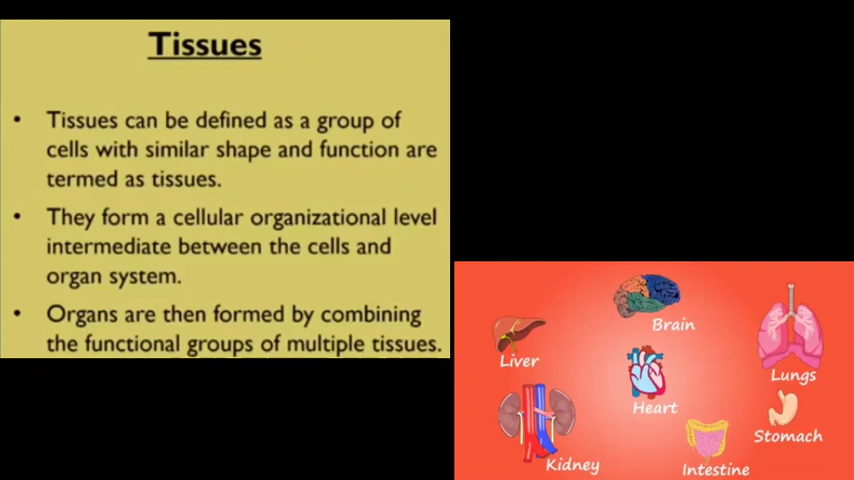 Tissues
• Tissues can be defined as a group of
cells with similar shape and function are
termed as tissues.
• They form a cellular organizational level
intermediate between the cells and
organ system.
• Organs are then formed by combining
the functional groups of multiple tissues.
Brain
Liver
Lungs
Heart
Stomach
Kidney
Intestine